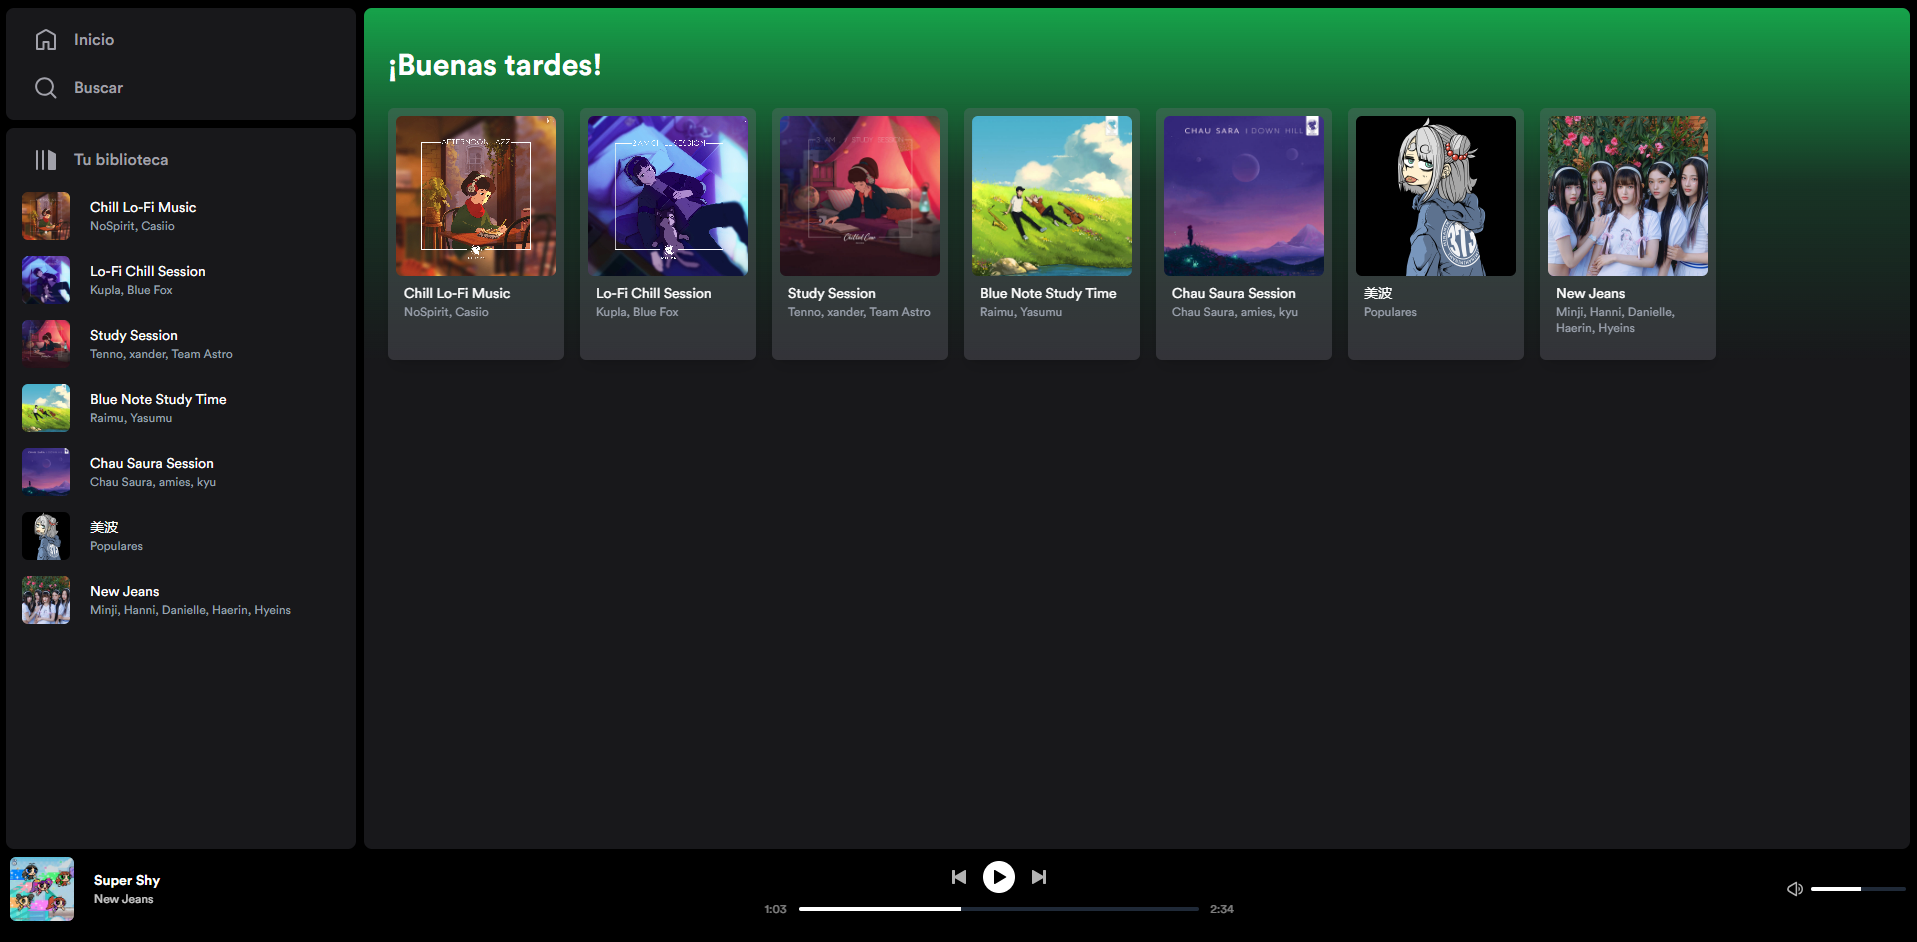 Inicio
Buscar
Tu biblioteca
Chill Lo-Fi Music
NoSpirit, Casiio
Lo-Fi Chill Session
Kupla, Blue Fox
Study Session
Tenno, xander, Team Astro
Blue Note Study Time
Raimu, Yasumu
Chau Saura Session
Chau Saura, amies, kyu
美波
Populares
New Jeans
Minji, Hanni, Danielle, Haerin, Hyeins
¡Buenas tardes!
CHAU SARA | DOWN HILL
373
Chill Lo-Fi Music
NoSpirit, Casiio
Lo-Fi Chill Session
Kupla, Blue Fox
Study Session
Tenno, xander, Team Astro
Blue Note Study Time
Raimu, Yasumu
Chau Saura Session
Chau Saura, amies, kyu
美波
Populares
New Jeans
Minji, Hanni, Danielle,
Haerin, Hyeins
Super Shy
New Jeans
1:03
2:34